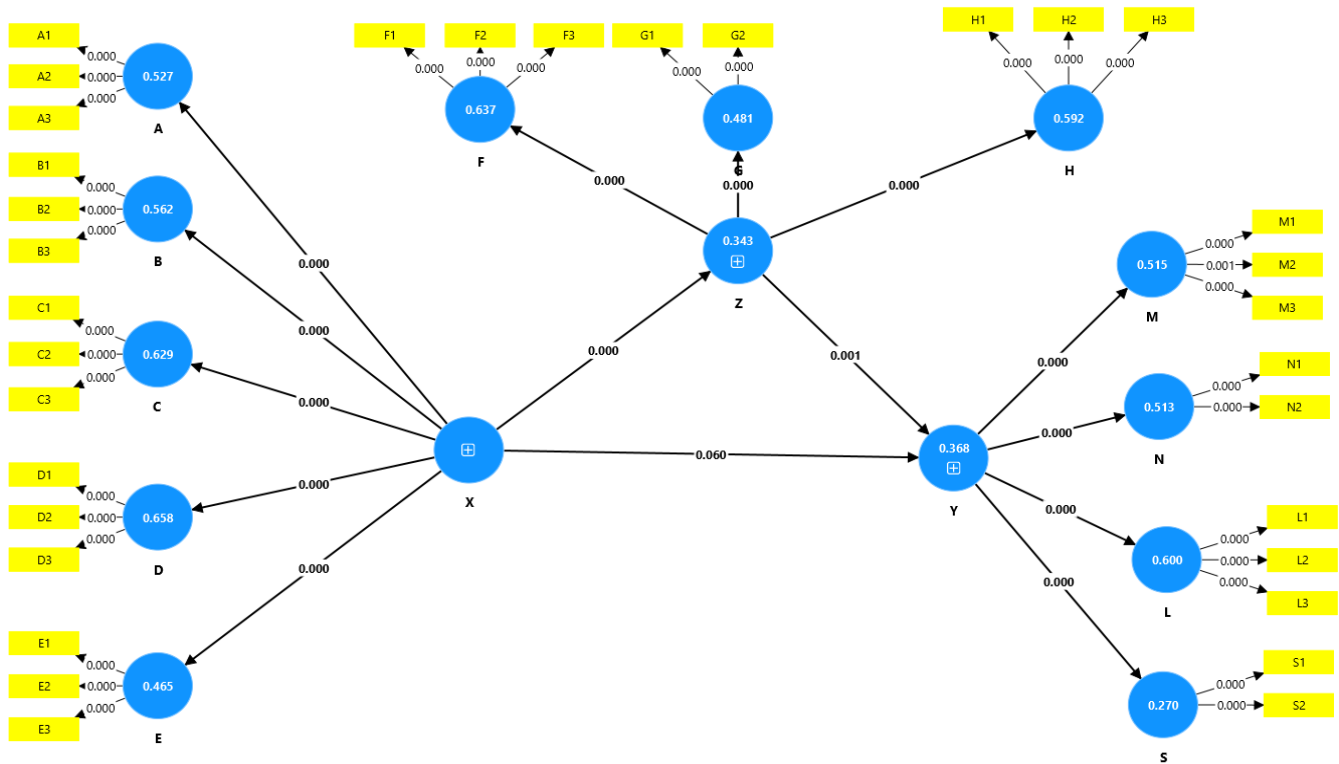 A1
0.000
A2
0.000
A3
0.000
0.527
A
B1
0.000
B2
0.000
B3
0.000
0.562
B
C1
0.000
C2
0.000
C3
0.000
0.629
C
D1
0.000
D2
0.000
D3
0.000
0.658
D
E1
0.000
E2
0.000
E3
0.000
0.465
E
0.000
0.000
0.000
0.000
0.000
X
F1
F2
F3
0.000
0.000
0.000
0.637
F
G1
G2
0.000
0.000
0.481
G
H1
H2
H3
0.000
0.000
0.000
0.592
H
0.000
0.000
0.000
0.343
Z
0.000
0.001
0.060
0.368
Y
0.000
0.000
0.000
0.000
0.515
M
0.000
M1
0.001
M2
0.000
M3
0.513
N
0.000
N1
0.000
N2
0.600
L
0.000
L1
0.000
L2
0.000
L3
0.270
S
0.000
S1
0.000
S2